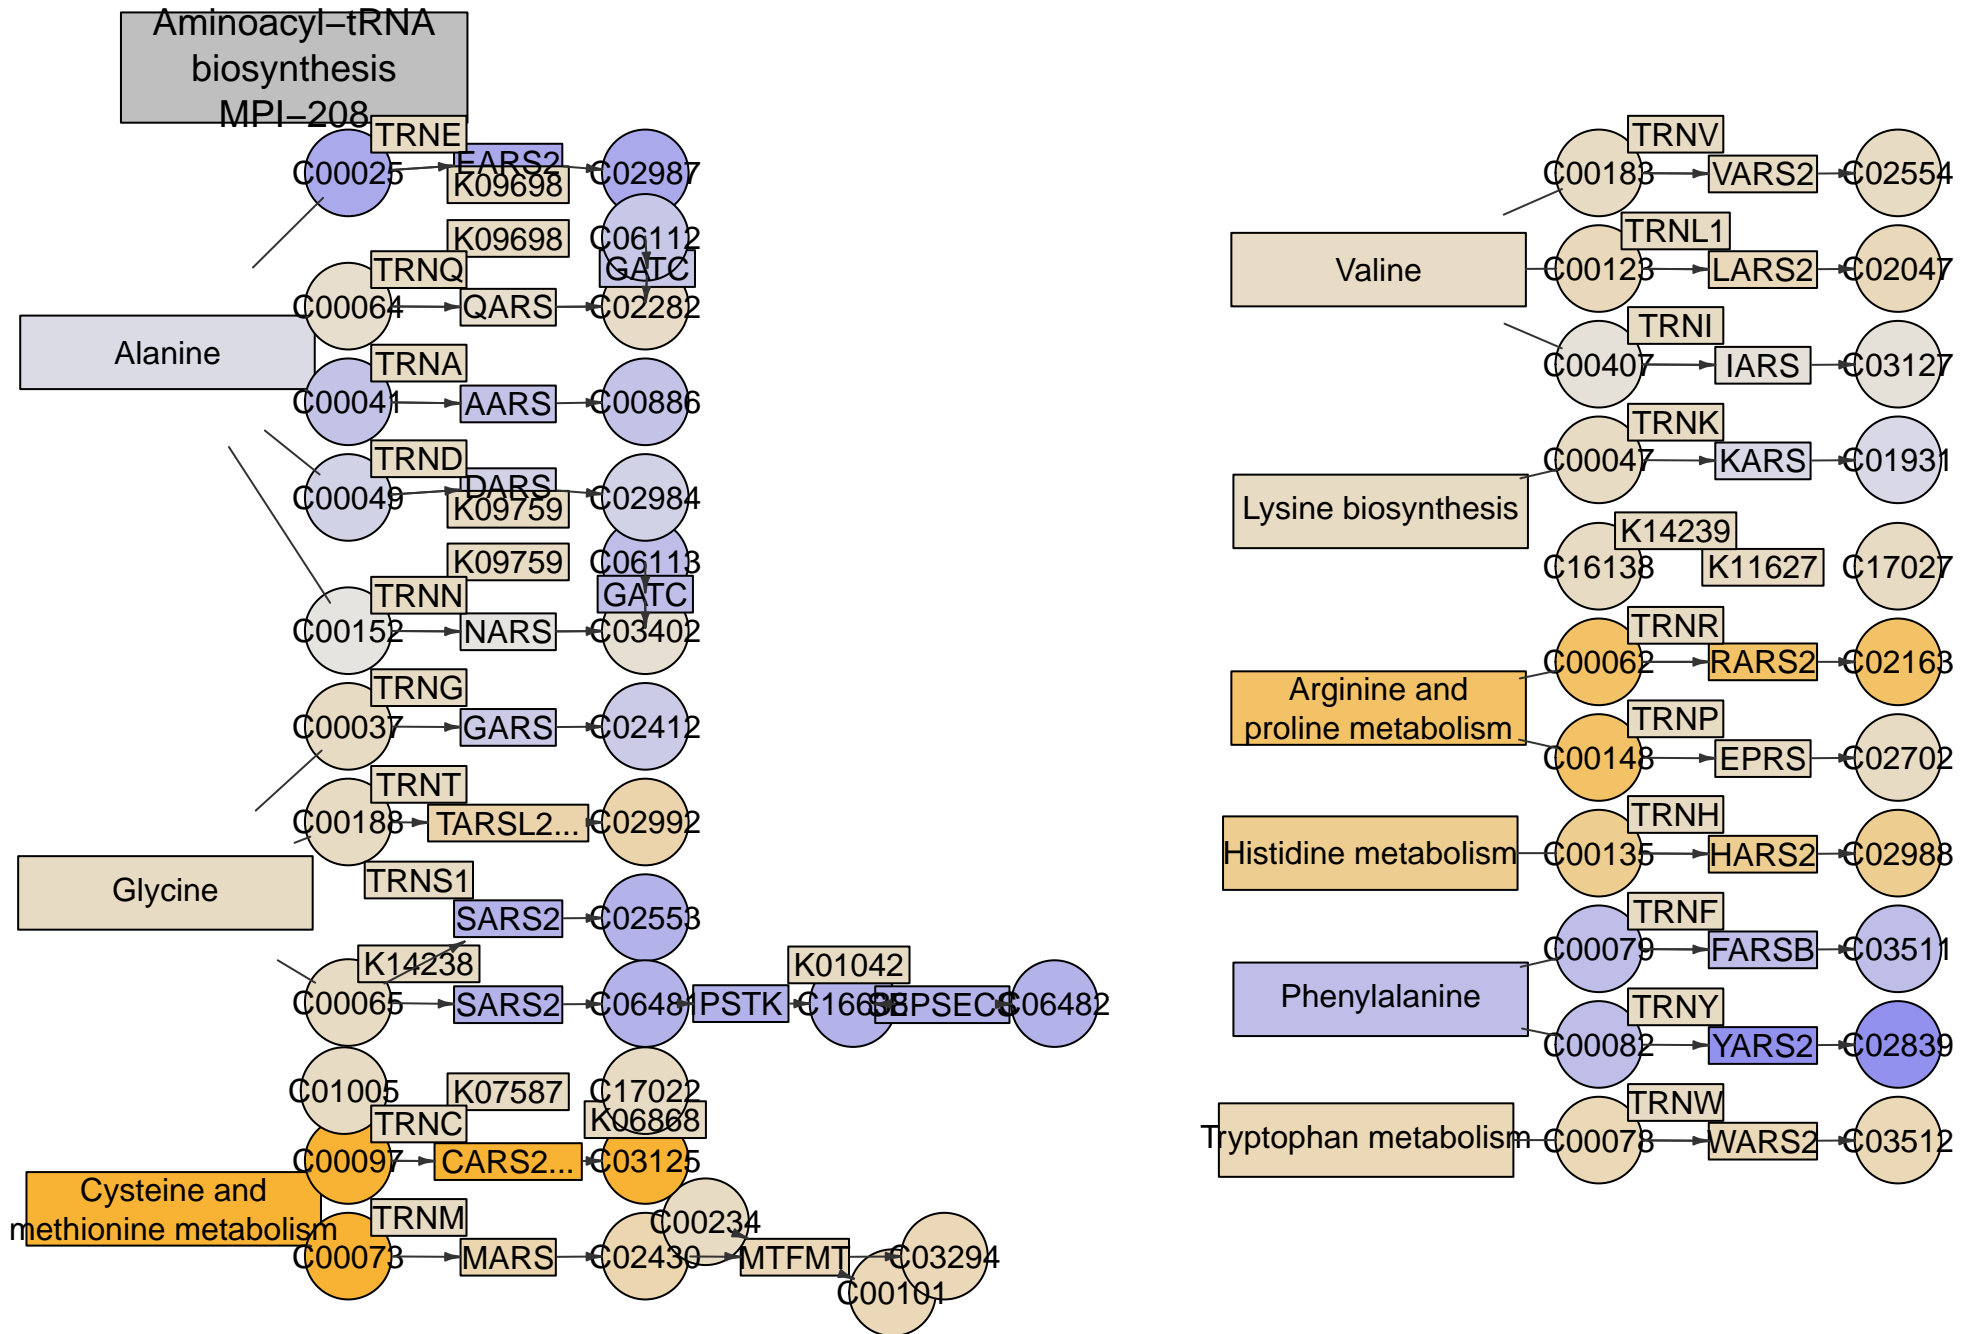 Aminoacyl−tRNA
biosynthesis
MPI−208
TRNE
C00025
EARS2
K09698
C02987
K09698
C06112
TRNQ
GATC
C00064
QARS
C02282
Alanine
TRNA
C00041
AARS
C00886
TRND
C00049
DARS
K09759
C02984
K09759
C06113
TRNN
GATC
C00152
NARS
C03402
TRNG
C00037
GARS
C02412
TRNT
C00188
TARSL2...
C02992
Glycine
TRNS1
SARS2
C02553
K14238
K01042
C00065
SARS2
C06481
PSTK
C16638
SEPSECS
C06482
C01005
K07587
C17022
TRNC
K06868
C00097
CARS2...
C03125
Cysteine and
methionine metabolism
TRNM
C00234
C00073
MARS
C02430
MTFMT
C03294
C00101
TRNV
C00183
VARS2
C02554
TRNL1
Valine
C00123
LARS2
C02047
TRNI
C00407
IARS
C03127
TRNK
C00047
KARS
C01931
Lysine biosynthesis
K14239
C16138
K11627
C17027
TRNR
C00062
RARS2
C02163
Arginine and
proline metabolism
TRNP
C00148
EPRS
C02702
TRNH
Histidine metabolism
C00135
HARS2
C02988
TRNF
C00079
FARSB
C03511
Phenylalanine
TRNY
C00082
YARS2
C02839
TRNW
Tryptophan metabolism
C00078
WARS2
C03512